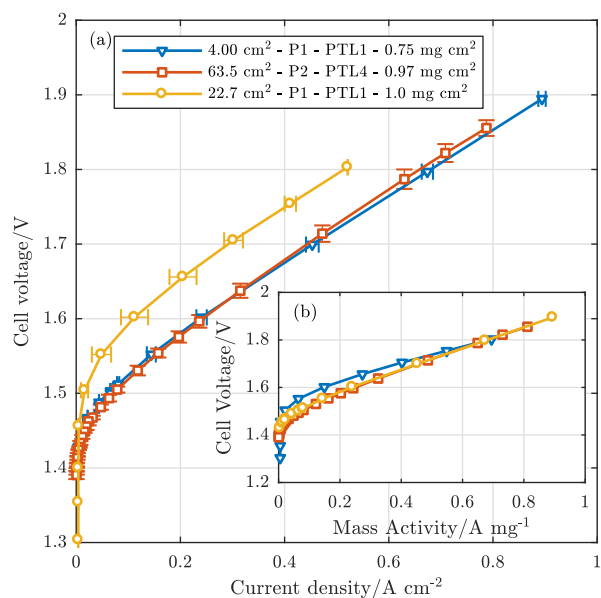 (a)
4.00 cm² - P1 - PTL1 - 0.75 mg cm²
63.5 cm² - P2 - PTL4 - 0.97 mg cm²
22.7 cm² - P1 - PTL1 - 1.0 mg cm²
2
1.9
1.8
1.7
1.6
1.5
1.4
1.3
Cell voltage/V
0
0.2
0.4
0.6
0.8
1
Current density/A cm⁻²
(b)
2
1.8
1.6
1.4
1.2
Cell Voltage/V
0
0.2
0.4
0.6
0.8
1
Mass Activity/A mg⁻¹